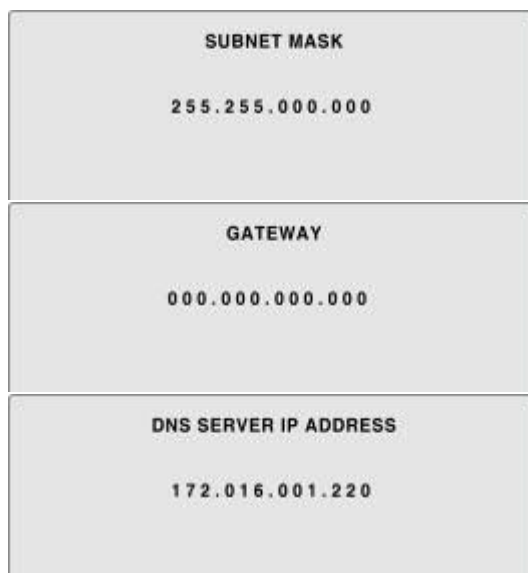 SUBNET MASK
255.255.000.000
GATEWAY
000.000.000.000
DNS SERVER IP ADDRESS
172.016.001.220